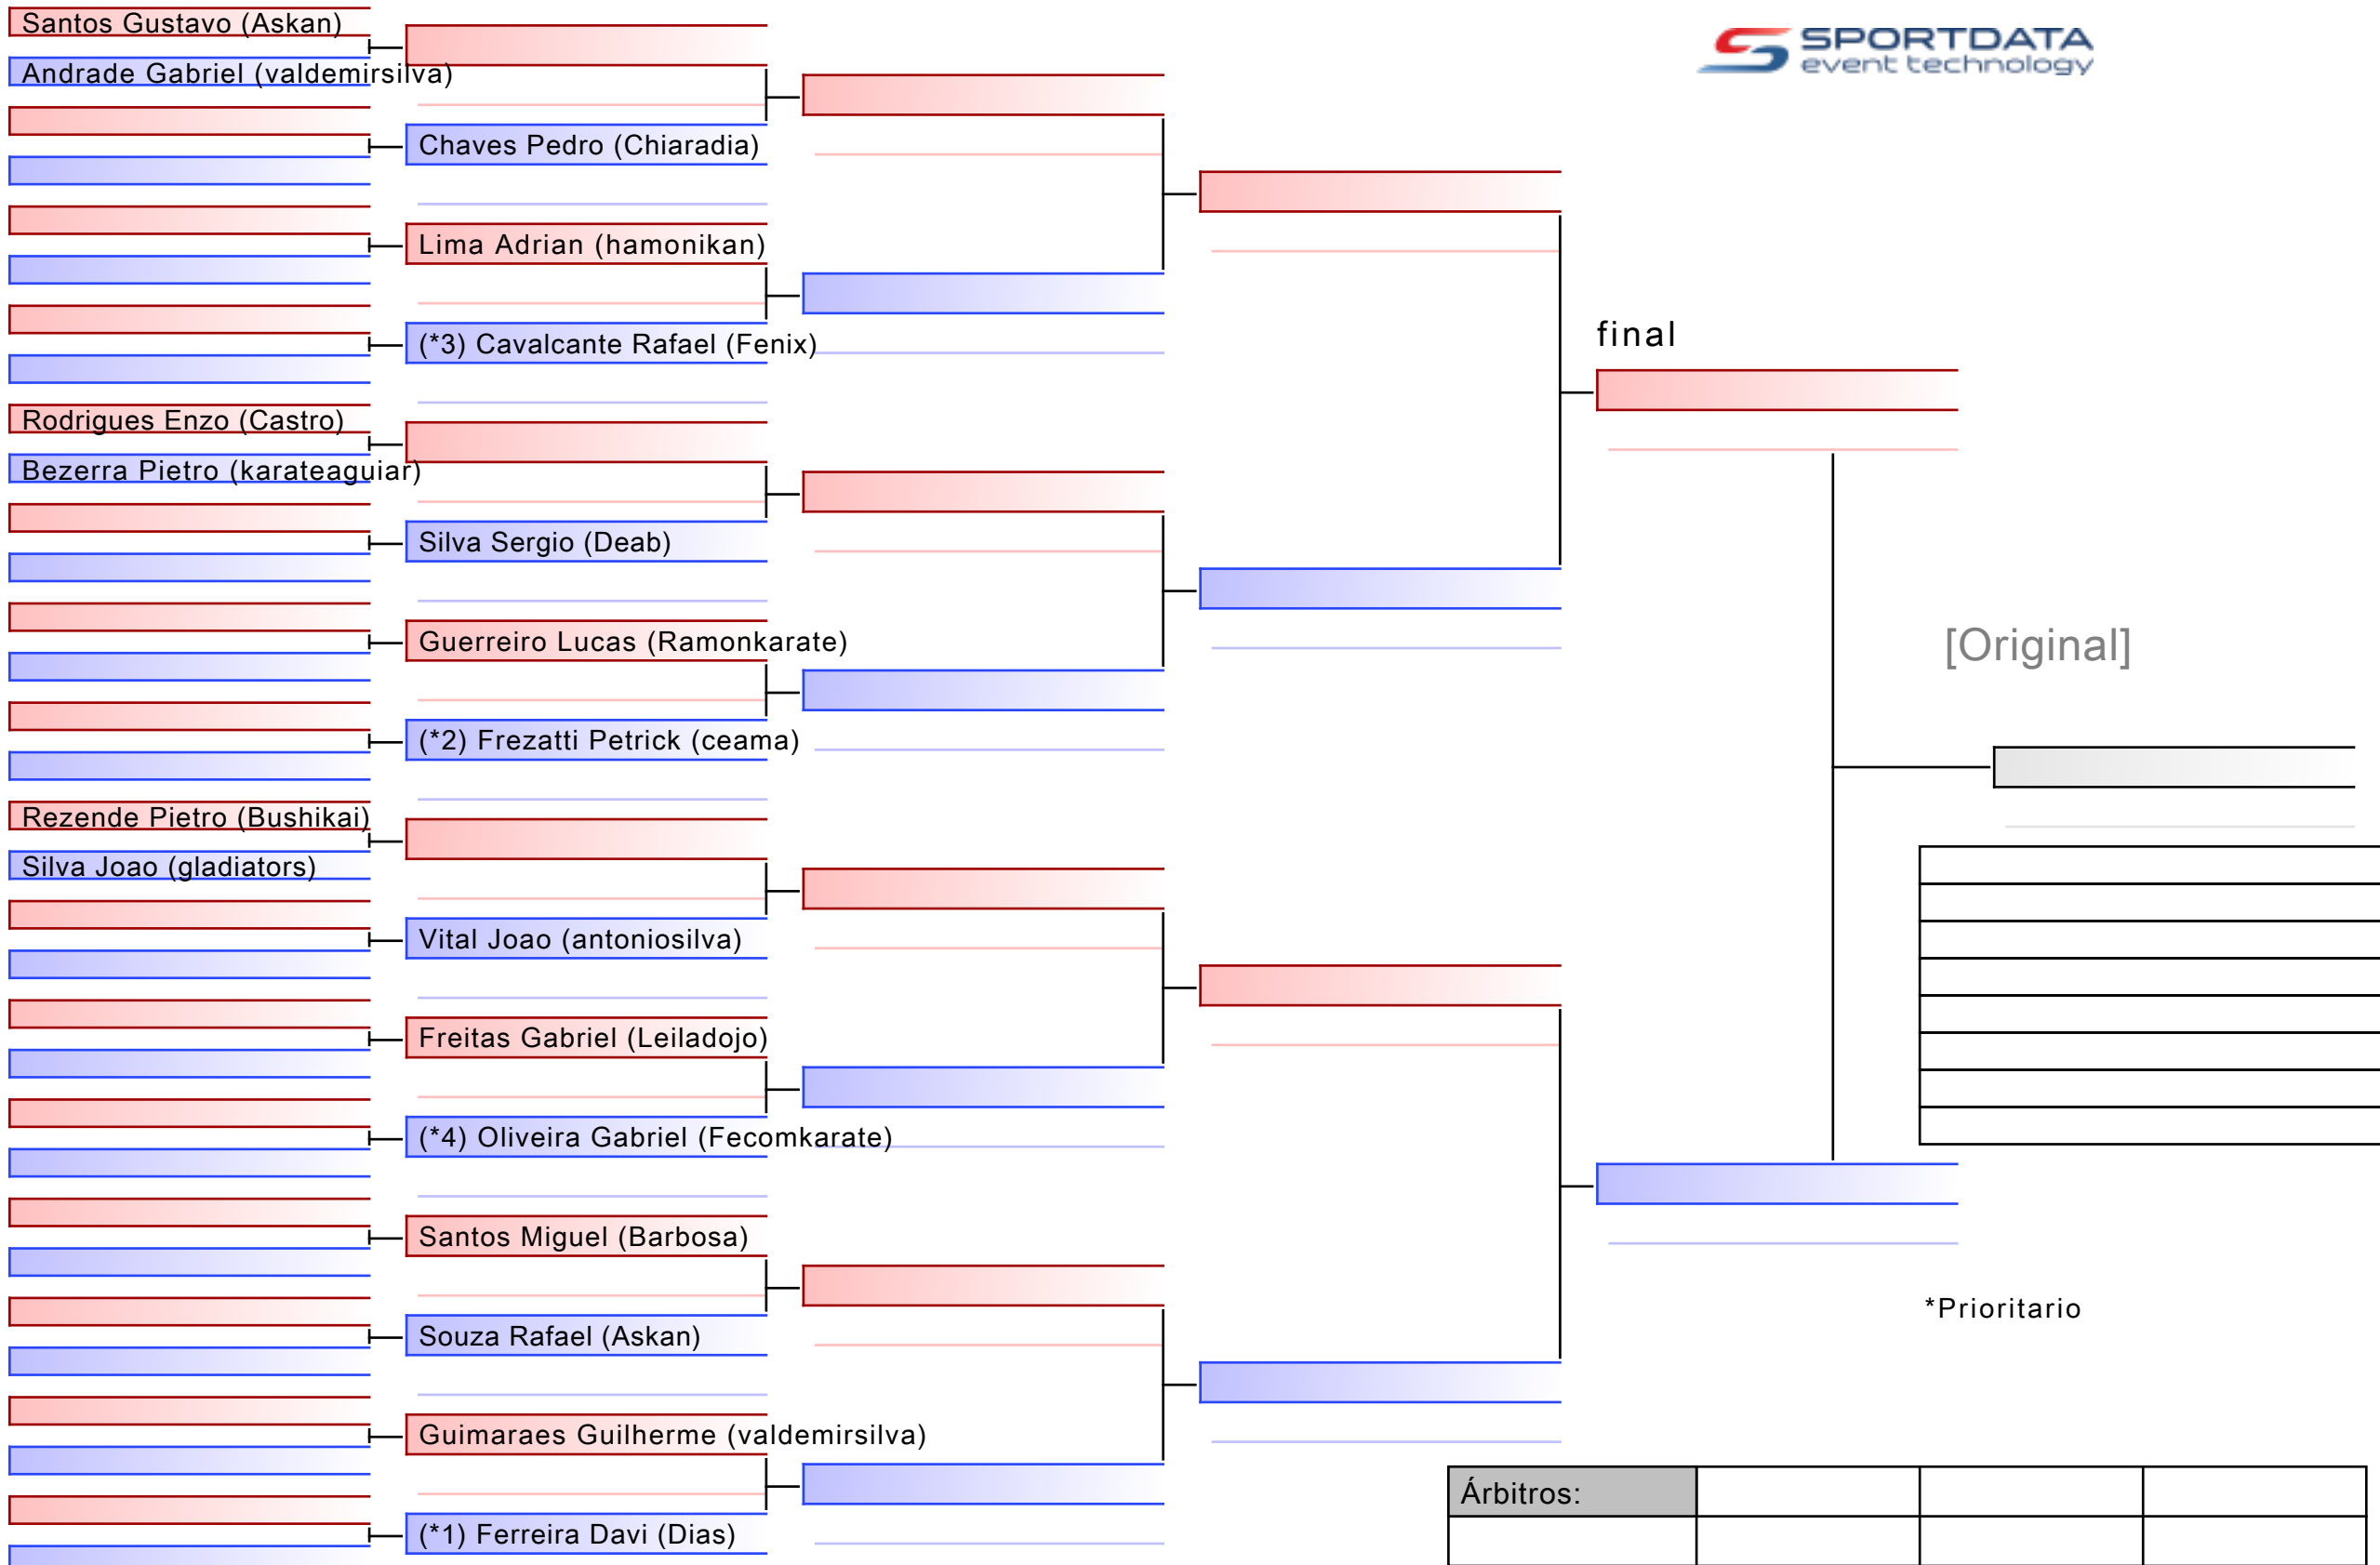 Santos Gustavo (Askan)
Andrade Gabriel (valdemirsilva)
SPORTDATA
event technology
Chaves Pedro (Chiaradia)
Lima Adrian (hamonikan)
(*3) Cavalcante Rafael (Fenix)
final
Rodrigues Enzo (Castro)
Bezerra Pietro (karateaguiar)
Silva Sergio (Deab)
Guerreiro Lucas (Ramonkarate)
[Original]
(*2) Frezatti Petrick (ceama)
Rezende Pietro (Bushikai)
Silva Joao (gladiators)
Vital Joao (antoniosilva)
Freitas Gabriel (Leiladojo)
(*4) Oliveira Gabriel (Fecomkarate)
Santos Miguel (Barbosa)
*Prioritario
Souza Rafael (Askan)
Guimaraes Guilherme (valdemirsilva)
Árbitros:
(*1) Ferreira Davi (Dias)